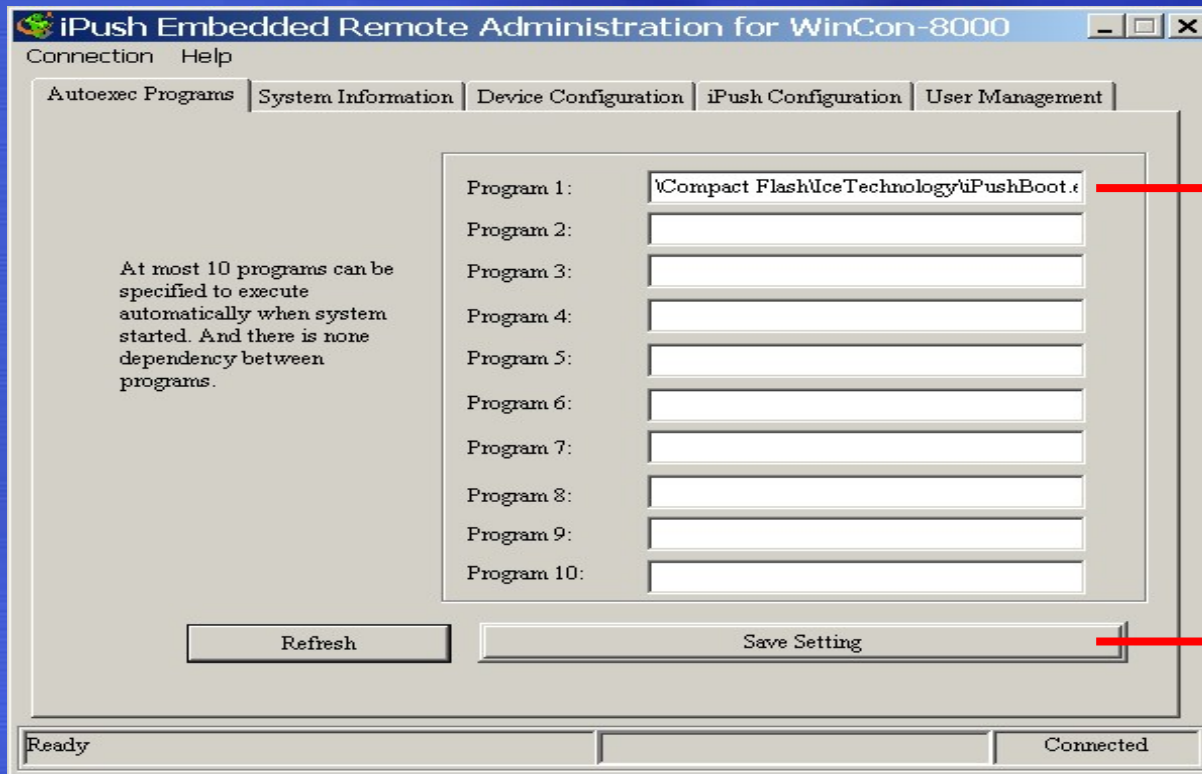 iPush Embedded Remote Administration for WinCon-8000
Connection Help
Autoexec Programs System Information Device Configuration iPush Configuration User Management
Program 1: \Compact Flash\IceTechnology\iPushBoot.e
Program 2:
Program 3:
At most 10 programs can be
specified to execute
automatically when system
started. And there is none
dependency between
programs.
Program 4:
Program 5:
Program 6:
Program 7:
Program 8:
Program 9:
Program 10:
Refresh Save Setting
Ready Connected